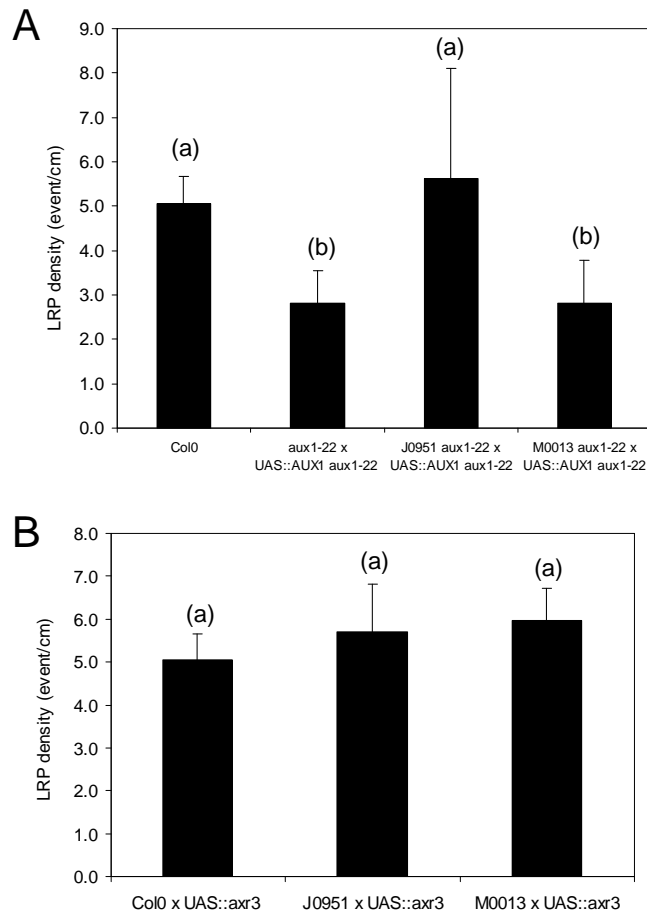 A
9.0
8.0
7.0
6.0
5.0
4.0
3.0
2.0
1.0
0.0
LRP density (event/cm)
(a)
(b)
(a)
(b)
Col0
aux1-22 x
UAS::AUX1 aux1-22
J0951 aux1-22 x
UAS::AUX1 aux1-22
M0013 aux1-22 x
UAS::AUX1 aux1-22
B
8.0
7.0
6.0
5.0
4.0
3.0
2.0
1.0
0.0
LRP density (event/cm)
(a)
(a)
(a)
Col0 x UAS::axr3
J0951 x UAS::axr3
M0013 x UAS::axr3